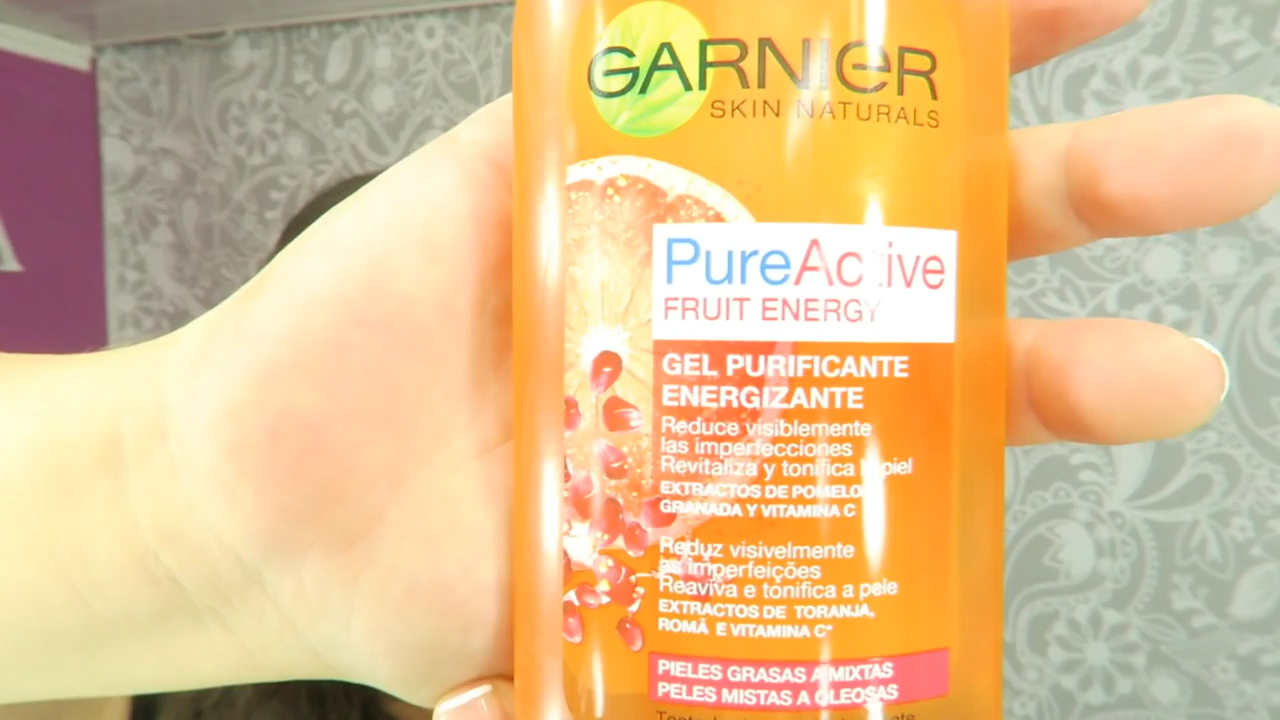 GARNIER
SKIN NATURALS
PureActive
FRUIT ENERGY
GEL PURIFICANTE
ENERGIZANTE
Reduce visiblemente
las imperfecciones
Revitaliza y tonifica la piel
EXTRACTOS DE POMELO
GRANADA Y VITAMINA C
Reduz visivelmente
as imperfeições
Reaviva e tonifica a pele
EXTRACTOS DE TORANJA,
ROMÃ E VITAMINA C*
PIELES GRASAS A MIXTAS
PELES MISTAS A OLEOSAS
A